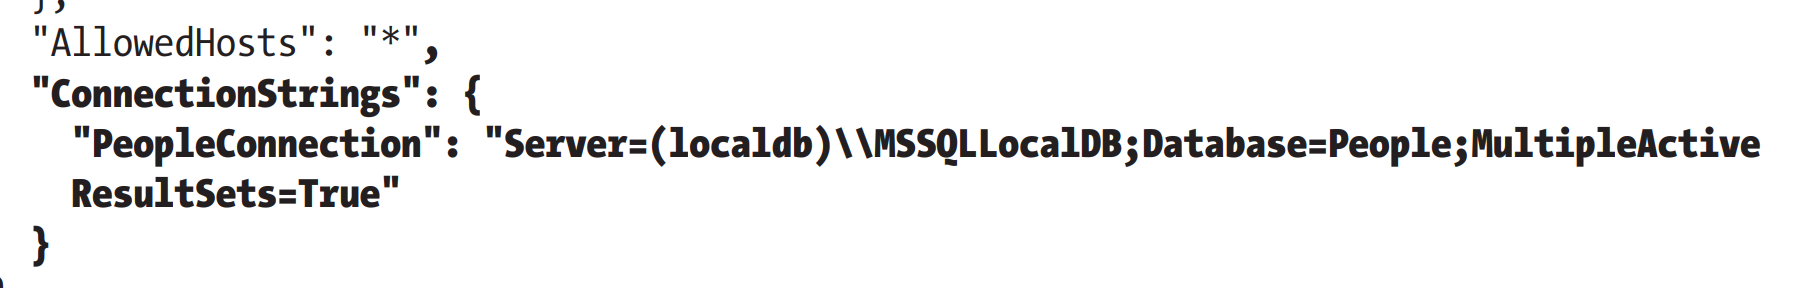 },
"AllowedHosts": "*",
"ConnectionStrings": {
"PeopleConnection": "Server=(localdb)\\MSSQLLocalDB;Database=People;MultipleActive
ResultSets=True"
}